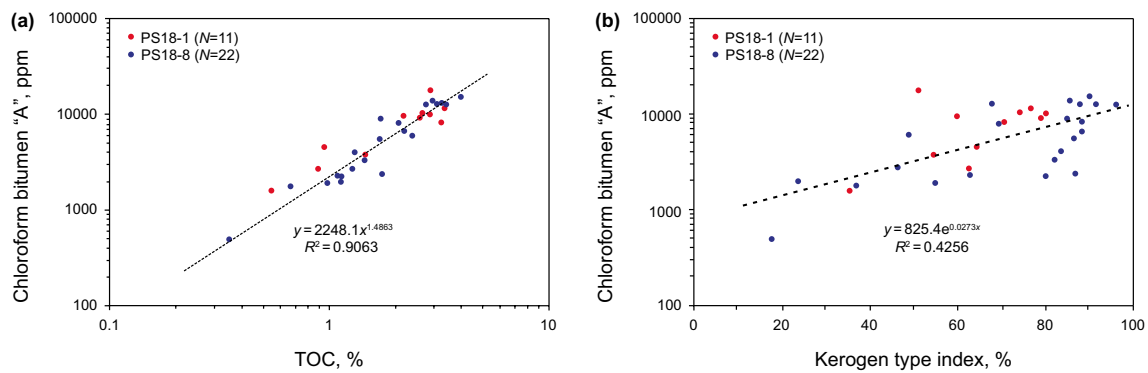 (a)
100000
10000
1000
100
Chloroform bitumen “A”, ppm
PS18-1 (N=11)
PS18-8 (N=22)
y = 2248.1x^1.4863
R² = 0.9063
0.1
1
10
TOC, %
(b)
100000
10000
1000
100
Chloroform bitumen “A”, ppm
PS18-1 (N=11)
PS18-8 (N=22)
y = 825.4e^0.0273x
R² = 0.4256
0
20
40
60
80
100
Kerogen type index, %